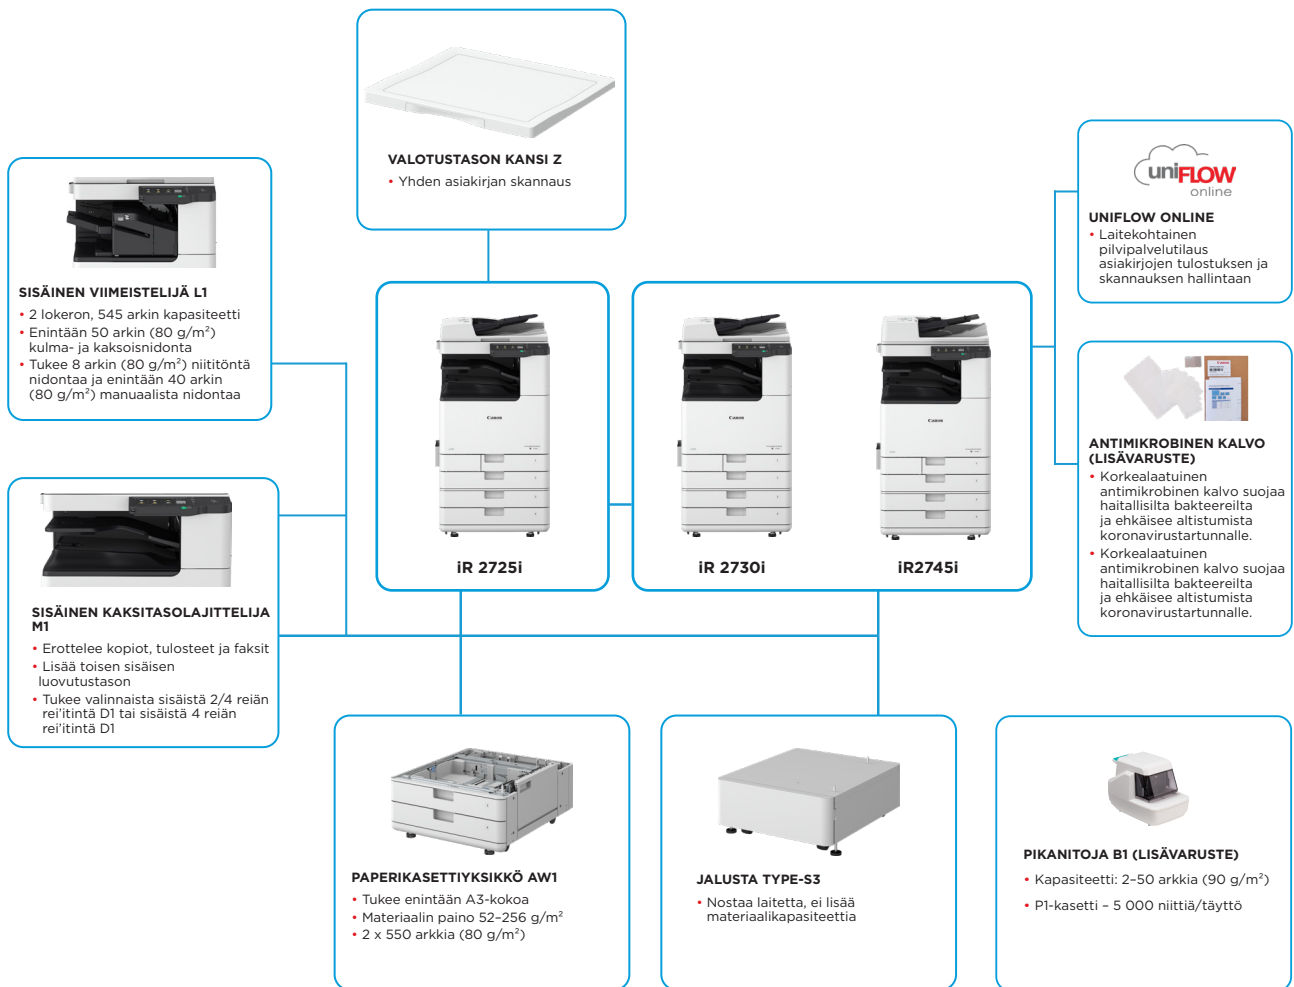 VALOTUSTASON KANSI Z
• Yhden asiakirjan skannaus
SISÄINEN VIIMEISTELIJÄ L1
• 2 lokeron, 545 arkin kapasiteetti
• Enintään 50 arkin (80 g/m²)
kulma- ja kaksoisnidonta
• Tukee 8 arkin (80 g/m²) niititöntä
nidontaa ja enintään 40 arkin
(80 g/m²) manuaalista nidontaa
SISÄINEN KAKSITASOLAJITTELIJA
M1
• Erottelee kopiot, tulosteet ja faksit
• Lisää toisen sisäisen
luovutustason
• Tukee valinnaista sisäistä 2/4 reiän
rei'itintä D1 tai sisäistä 4 reiän
rei'itintä D1
Canon
iR 2725i
Canon
iR 2730i
Canon
iR2745i
uniFLOW
online
UNIFLOW ONLINE
• Laitekohtainen
pilvipalvelutilaus
asiakirjojen tulostuksen ja
skannauksen hallintaan
ANTIMIKROBINEN KALVO
(LISÄVARUSTE)
• Korkealaatuinen
antimikrobinen kalvo suojaa
haitallisilta bakteereilta
ja ehkäisee altistumista
koronavirustartunnalle.
• Korkealaatuinen
antimikrobinen kalvo suojaa
haitallisilta bakteereilta
ja ehkäisee altistumista
koronavirustartunnalle.
PAPERIKASETTIYKSIKKÖ AW1
• Tukee enintään A3-kokoa
• Materiaalin paino 52–256 g/m²
• 2 x 550 arkkia (80 g/m²)
JALUSTA TYPE-S3
• Nostaa laitetta, ei lisää
materiaalikapasiteettia
PIKANITOJA B1 (LISÄVARUSTE)
• Kapasiteetti: 2–50 arkkia (90 g/m²)
• P1-kasetti – 5 000 niittiä/täyttö